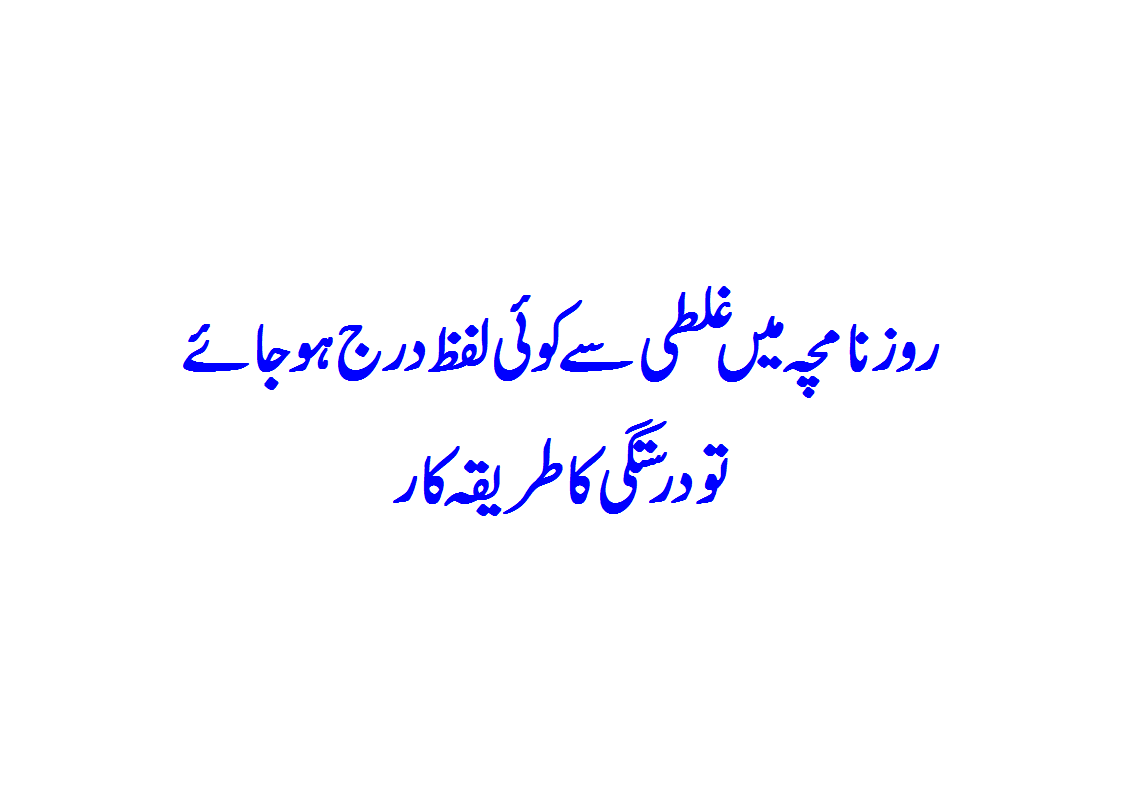 روزنامچہ میں غلطی سے کوئی لفظ درج ہو جائے
تو درستگی کا طریقہ کار